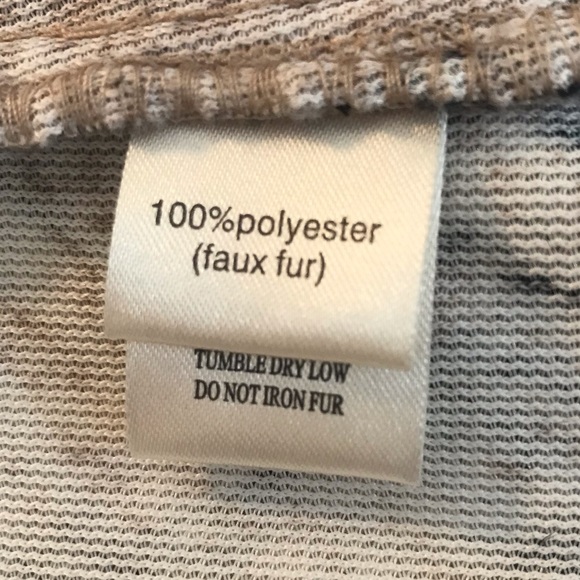 100%polyester
(faux fur)
TUMBLE DRY LOW
DO NOT IRON FUR